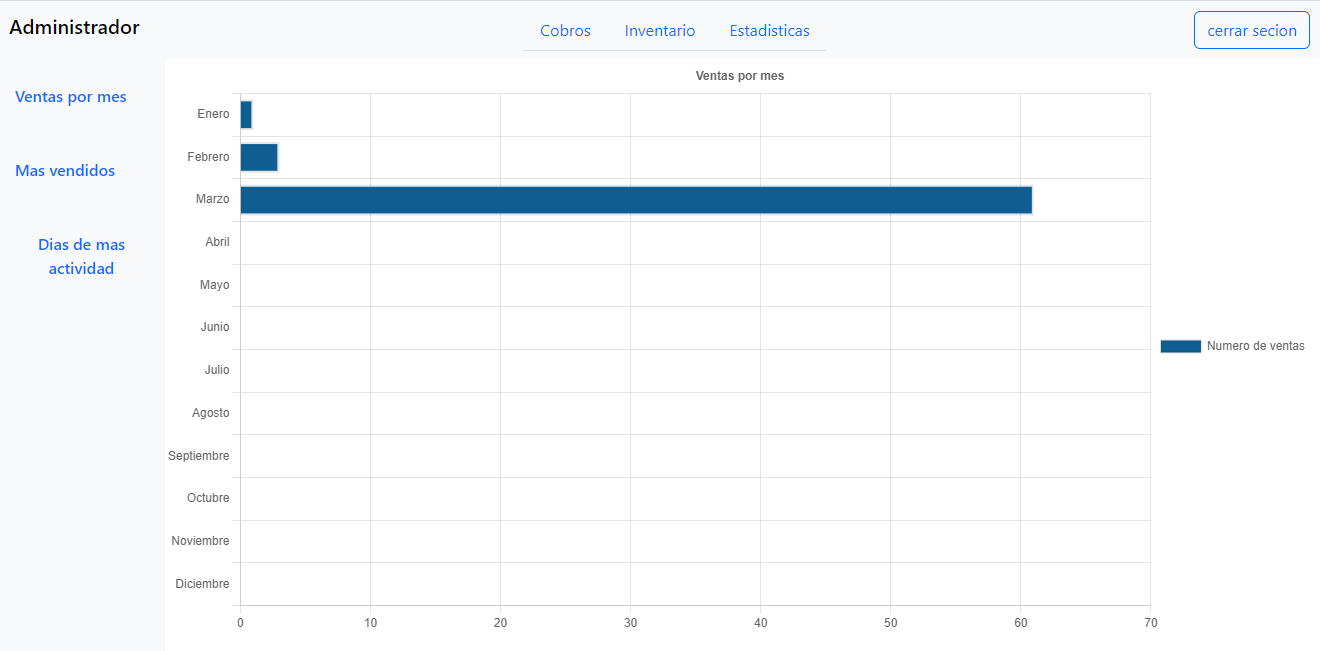 Administrador
Cobros
Inventario
Estadisticas
cerrar secion
Ventas por mes
Mas vendidos
Dias de mas
actividad
Ventas por mes
Enero
Febrero
Marzo
Abril
Mayo
Junio
Julio
Agosto
Septiembre
Octubre
Noviembre
Diciembre
0
10
20
30
40
50
60
70
Numero de ventas